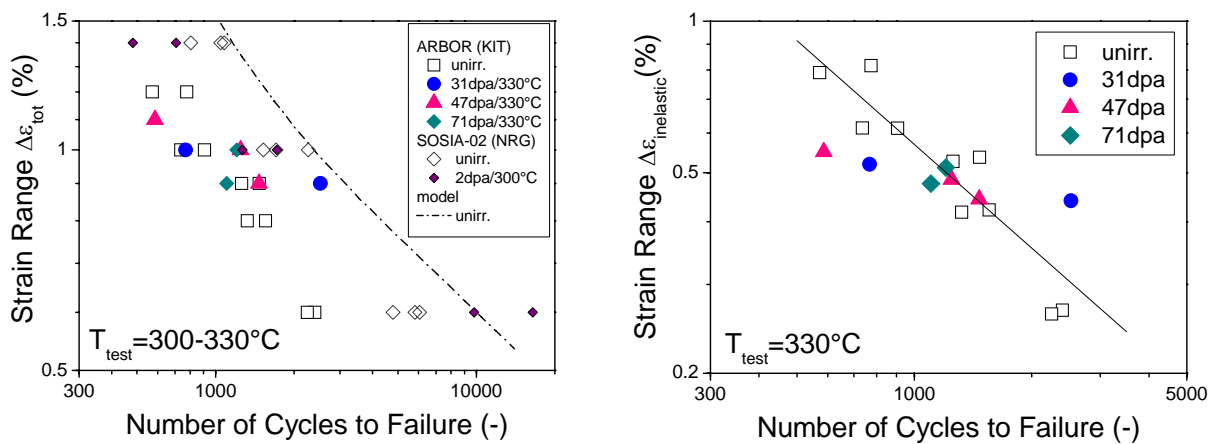 1.5
1
0.5
Strain Range Δε_tot (%)
ARBOR (KIT)
unirr.
31dpa/330°C
47dpa/330°C
71dpa/330°C
SOSIA-02 (NRG)
unirr.
2dpa/300°C
model
unirr.
T_test=300-330°C
300 1000 10000
Number of Cycles to Failure (-)
1
0.5
0.2
Strain Range Δε_inelastic(%)
unirr.
31dpa
47dpa
71dpa
T_test=330°C
300 1000 5000
Number of Cycles to Failure (-)